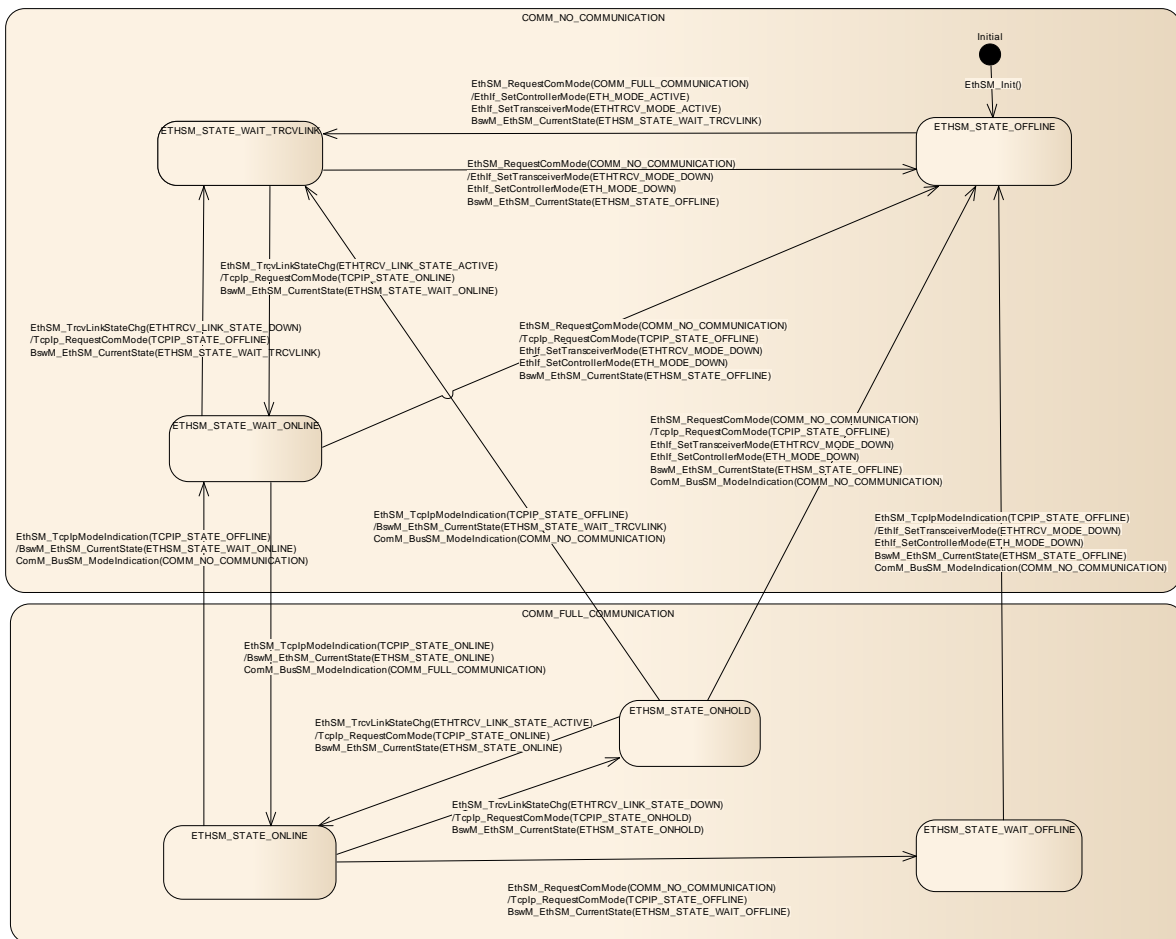 COMM_NO_COMMUNICATION
Initial
EthSM_Init()
EthSM_RequestComMode(COMM_FULL_COMMUNICATION)
/EthIf_SetControllerMode(ETH_MODE_ACTIVE)
EthIf_SetTransceiverMode(ETHTRCV_MODE_ACTIVE)
BswM_EthSM_CurrentState(ETHSM_STATE_WAIT_TRCVLINK)
ETHSM_STATE_WAIT_TRCVLINK
ETHSM_STATE_OFFLINE
EthSM_RequestComMode(COMM_NO_COMMUNICATION)
/EthIf_SetTransceiverMode(ETHTRCV_MODE_DOWN)
EthIf_SetControllerMode(ETH_MODE_DOWN)
BswM_EthSM_CurrentState(ETHSM_STATE_OFFLINE)
EthSM_TrcvLinkStateChg(ETHTRCV_LINK_STATE_ACTIVE)
/TcpIp_RequestComMode(TCPIP_STATE_ONLINE)
BswM_EthSM_CurrentState(ETHSM_STATE_WAIT_ONLINE)
EthSM_TrcvLinkStateChg(ETHTRCV_LINK_STATE_DOWN)
/TcpIp_RequestComMode(TCPIP_STATE_OFFLINE)
BswM_EthSM_CurrentState(ETHSM_STATE_WAIT_TRCVLINK)
EthSM_RequestComMode(COMM_NO_COMMUNICATION)
/TcpIp_RequestComMode(TCPIP_STATE_OFFLINE)
EthIf_SetTransceiverMode(ETHTRCV_MODE_DOWN)
EthIf_SetControllerMode(ETH_MODE_DOWN)
BswM_EthSM_CurrentState(ETHSM_STATE_OFFLINE)
ETHSM_STATE_WAIT_ONLINE
EthSM_RequestComMode(COMM_NO_COMMUNICATION)
/TcpIp_RequestComMode(TCPIP_STATE_OFFLINE)
EthIf_SetTransceiverMode(ETHTRCV_MODE_DOWN)
EthIf_SetControllerMode(ETH_MODE_DOWN)
BswM_EthSM_CurrentState(ETHSM_STATE_OFFLINE)
ComM_BusSM_ModeIndication(COMM_NO_COMMUNICATION)
EthSM_TcpIpModeIndication(TCPIP_STATE_OFFLINE)
/BswM_EthSM_CurrentState(ETHSM_STATE_WAIT_TRCVLINK)
ComM_BusSM_ModeIndication(COMM_NO_COMMUNICATION)
EthSM_TcpIpModeIndication(TCPIP_STATE_OFFLINE)
/EthIf_SetTransceiverMode(ETHTRCV_MODE_DOWN)
EthIf_SetControllerMode(ETH_MODE_DOWN)
BswM_EthSM_CurrentState(ETHSM_STATE_OFFLINE)
ComM_BusSM_ModeIndication(COMM_NO_COMMUNICATION)
EthSM_TcpIpModeIndication(TCPIP_STATE_OFFLINE)
/BswM_EthSM_CurrentState(ETHSM_STATE_WAIT_ONLINE)
ComM_BusSM_ModeIndication(COMM_NO_COMMUNICATION)
COMM_FULL_COMMUNICATION
EthSM_TcpIpModeIndication(TCPIP_STATE_ONLINE)
/BswM_EthSM_CurrentState(ETHSM_STATE_ONLINE)
ComM_BusSM_ModeIndication(COMM_FULL_COMMUNICATION)
ETHSM_STATE_ONHOLD
EthSM_TrcvLinkStateChg(ETHTRCV_LINK_STATE_ACTIVE)
/TcpIp_RequestComMode(TCPIP_STATE_ONLINE)
BswM_EthSM_CurrentState(ETHSM_STATE_ONLINE)
EthSM_TrcvLinkStateChg(ETHTRCV_LINK_STATE_DOWN)
/TcpIp_RequestComMode(TCPIP_STATE_ONHOLD)
BswM_EthSM_CurrentState(ETHSM_STATE_ONHOLD)
ETHSM_STATE_ONLINE
ETHSM_STATE_WAIT_OFFLINE
EthSM_RequestComMode(COMM_NO_COMMUNICATION)
/TcpIp_RequestComMode(TCPIP_STATE_OFFLINE)
BswM_EthSM_CurrentState(ETHSM_STATE_WAIT_OFFLINE)